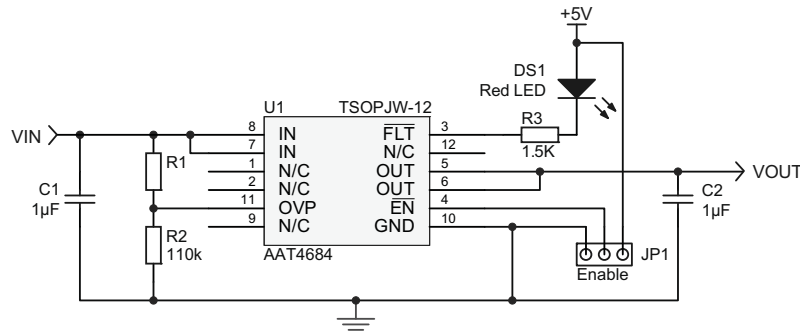 +5V
DS1
Red LED
U1 TSOPJW-12
R3
1.5K
VIN
8 IN FLT 3
7 IN N/C 12
1 N/C OUT 5
2 N/C OUT 6
11 OVP EN 4
9 N/C GND 10
AAT4684
R1
C1
1µF
R2
110k
VOUT
C2
1µF
JP1
Enable